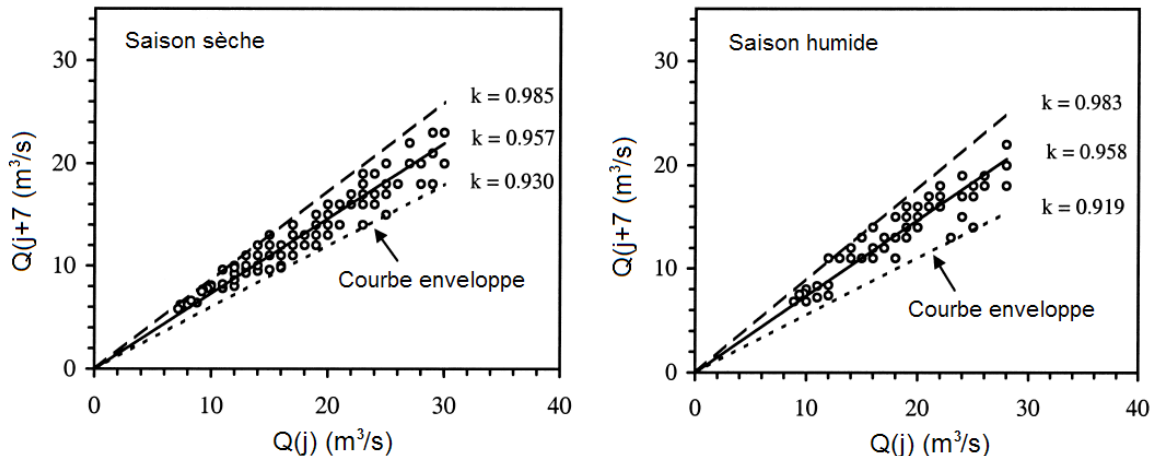 Saison sèche
k = 0.985
k = 0.957
k = 0.930
Courbe enveloppe
Q(j+7 (m³/s)
30
20
10
0
0 10 20 30 40
Q(j) (m³/s)
Saison humide
k = 0.983
k = 0.958
k = 0.919
Courbe enveloppe
Q(j+7 (m³/s)
30
20
10
0
0 10 20 30 40
Q(j) (m³/s)